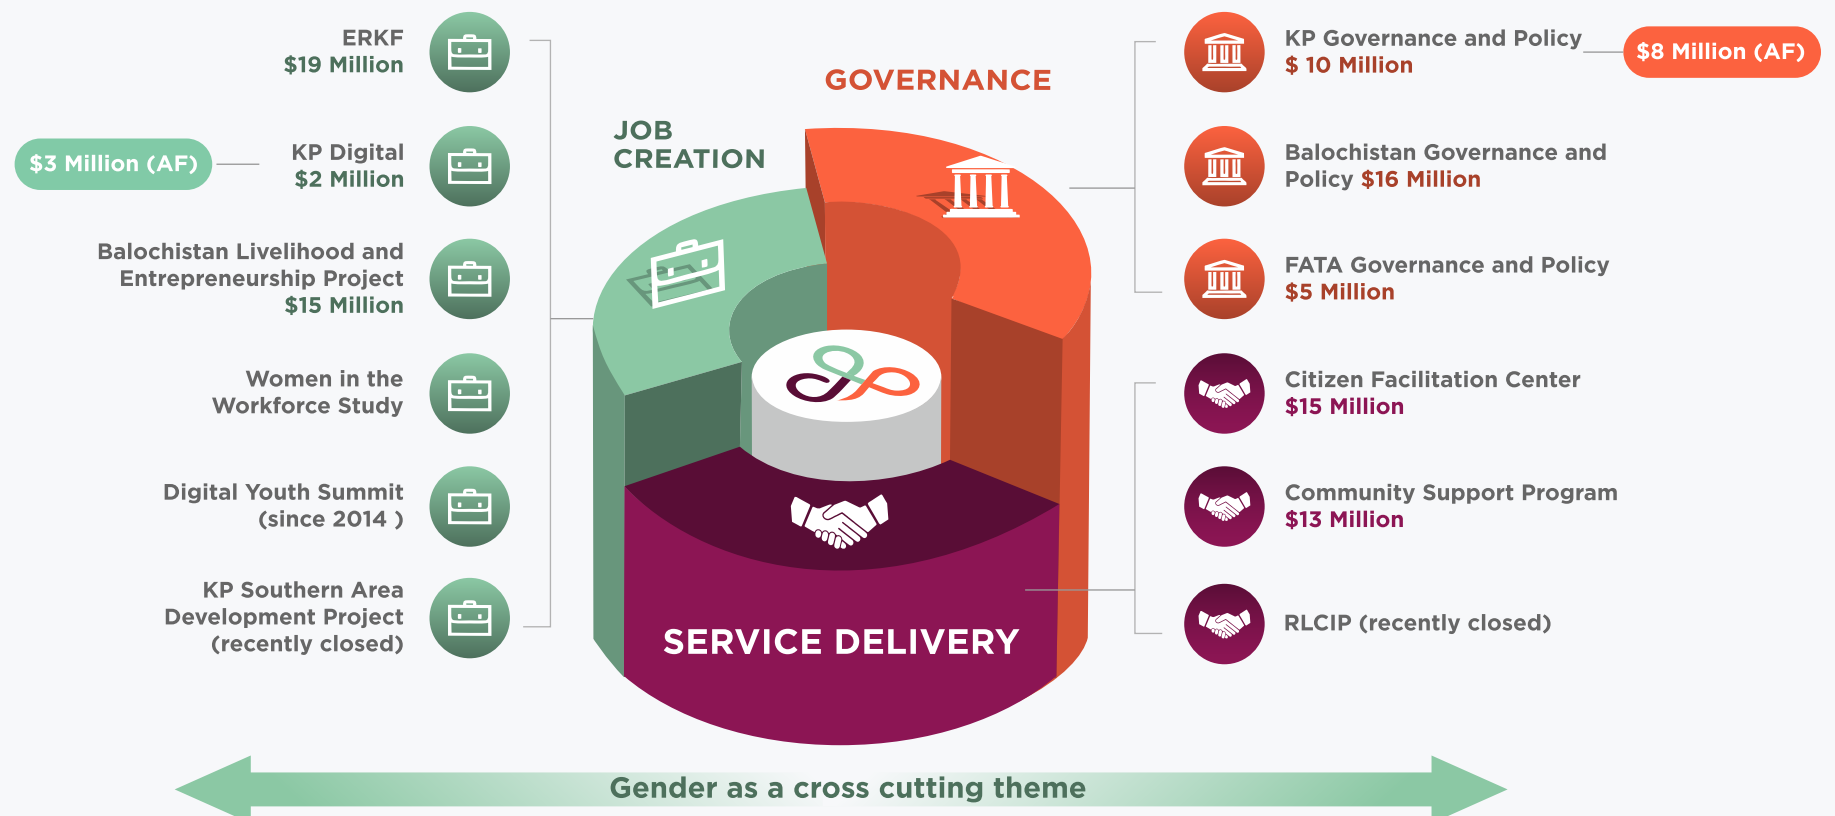 ERKF
$19 Million
$3 Million (AF)
KP Digital
$2 Million
Balochistan Livelihood and
Entrepreneurship Project
$15 Million
Women in the
Workforce Study
Digital Youth Summit
(since 2014 )
KP Southern Area
Development Project
(recently closed)
JOB
CREATION
GOVERNANCE
SERVICE DELIVERY
KP Governance and Policy
$ 10 Million
$8 Million (AF)
Balochistan Governance and
Policy $16 Million
FATA Governance and Policy
$5 Million
Citizen Facilitation Center
$15 Million
Community Support Program
$13 Million
RLCIP (recently closed)
Gender as a cross cutting theme